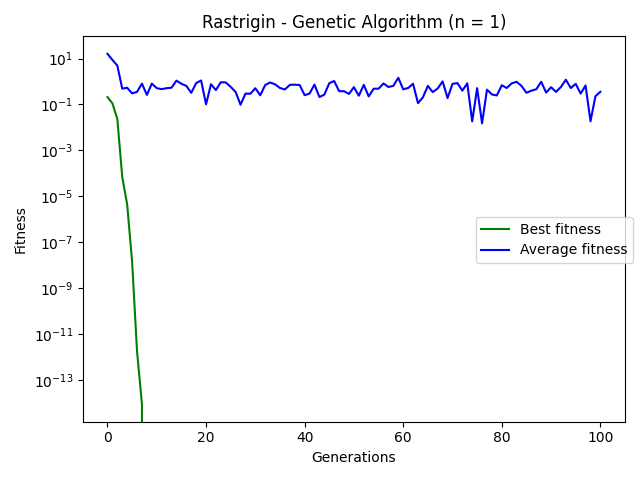 Rastrigin - Genetic Algorithm (n = 1)
Fitness
10^1
10^-1
10^-3
10^-5
10^-7
10^-9
10^-11
10^-13
Best fitness
Average fitness
0 20 40 60 80 100
Generations